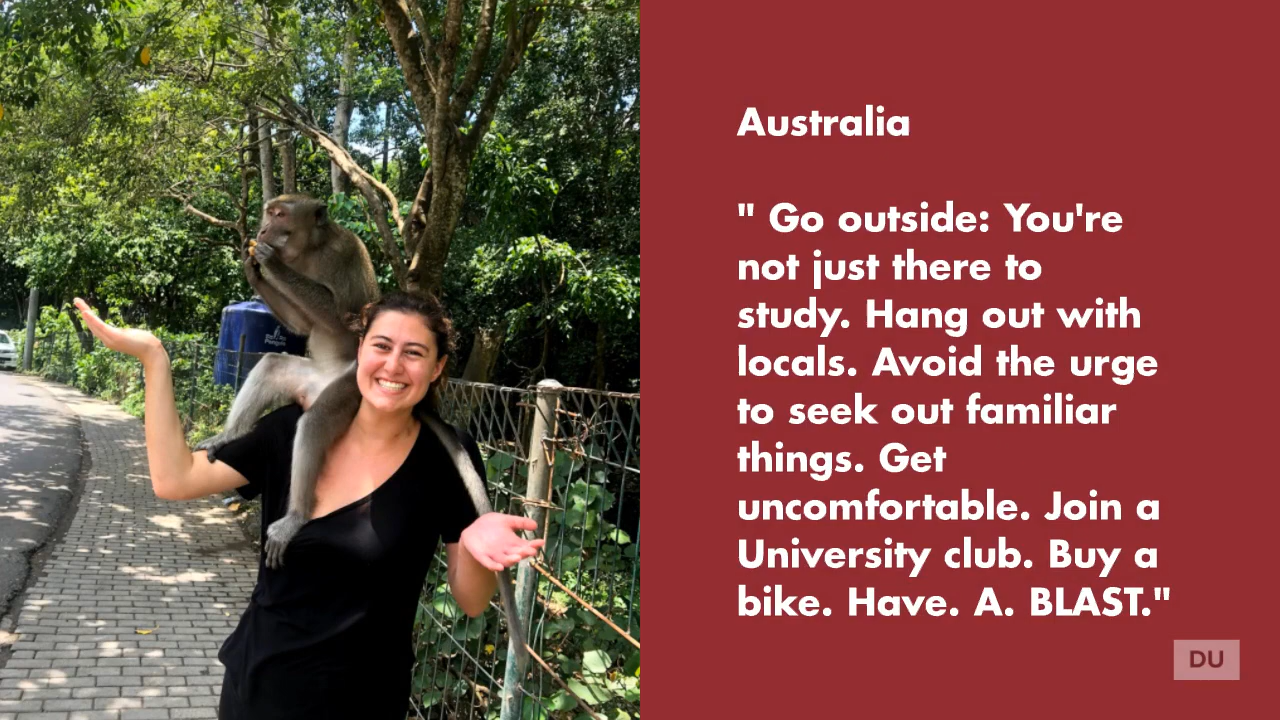 Australia
" Go outside: You're
not just there to
study. Hang out with
locals. Avoid the urge
to seek out familiar
things. Get
uncomfortable. Join a
University club. Buy a
bike. Have. A. BLAST."
DU